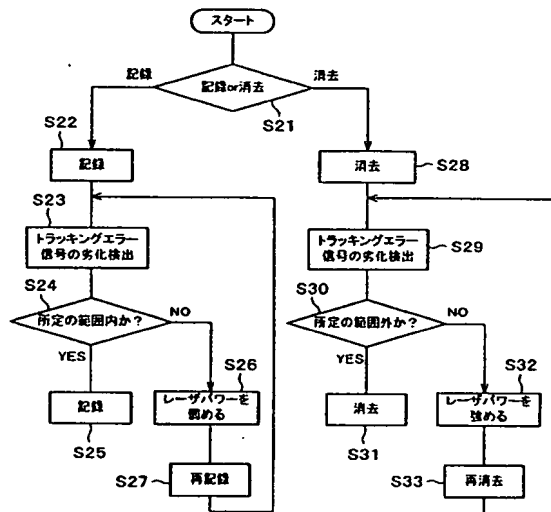 スタート
記録
消去
記録or消去
S21
S22
記録
消去
S28
S23
トラッキングエラー
信号の劣化検出
トラッキングエラー
信号の劣化検出
S29
S24
所定の範囲内か?
NO
YES
S30
所定の範囲外か?
NO
YES
S26
レーザパワーを
弱める
記録
S25
S27
再記録
消去
S31
S32
レーザパワーを
強める
S33
再消去